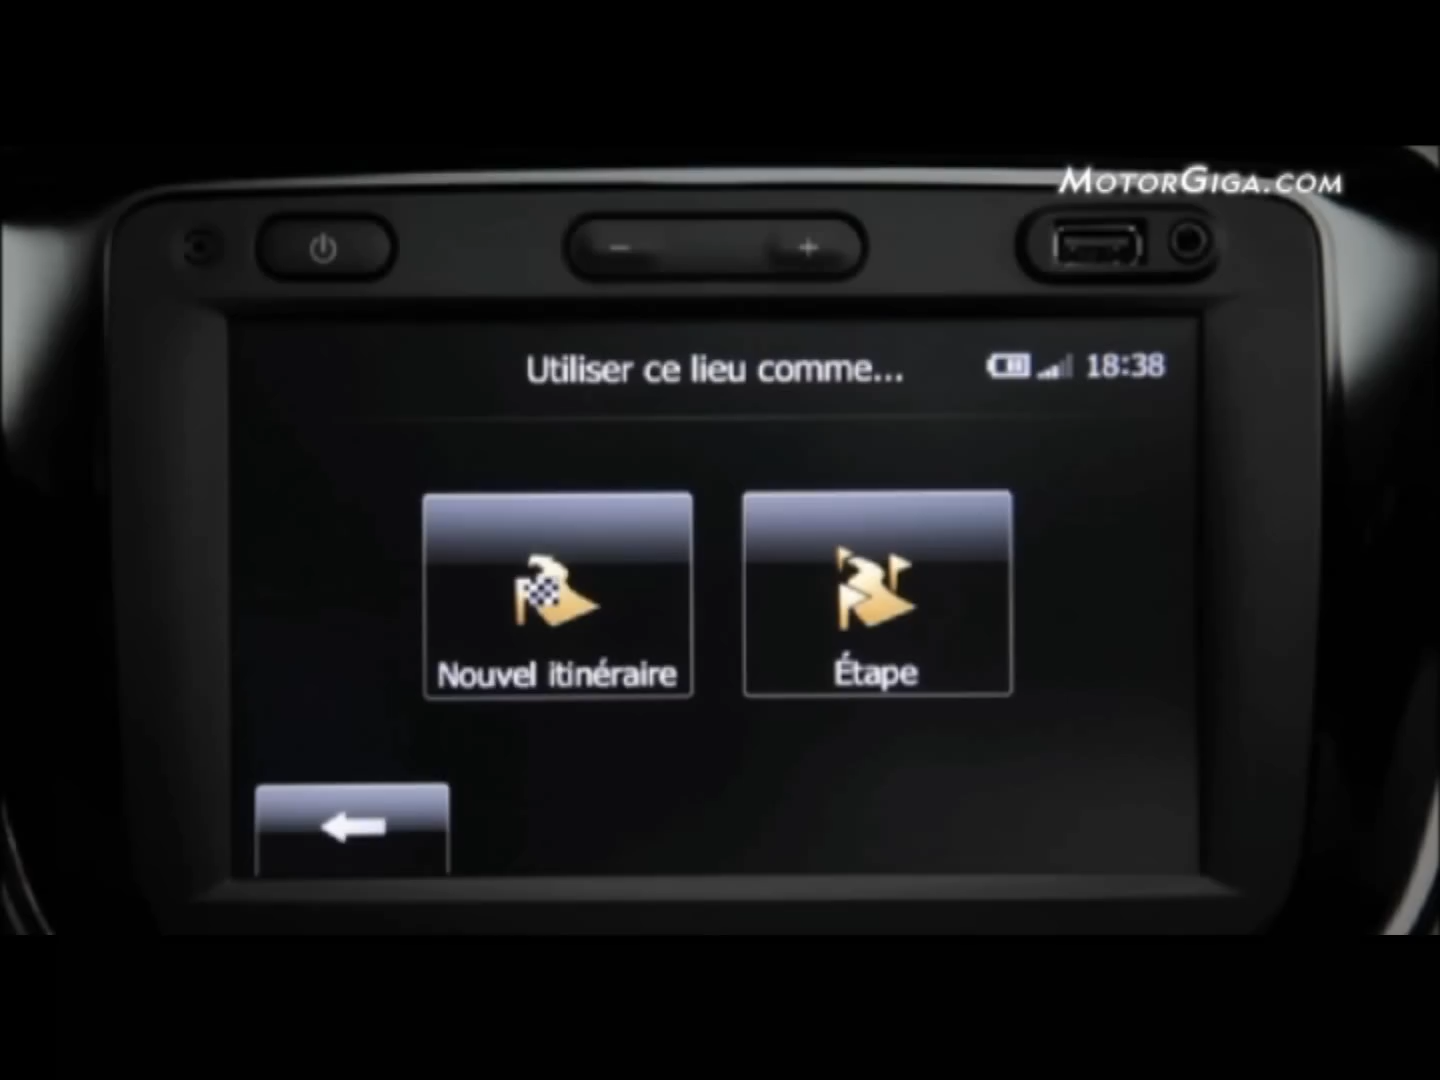 MotorGiga.com
Utiliser ce lieu comme...
18:38
Nouvel itinéraire
Étape